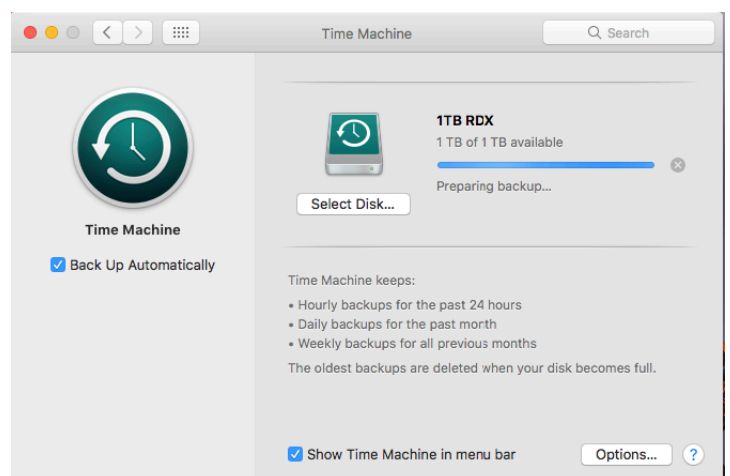 Time Machine
Search
1TB RDX
1 TB of 1 TB available
Preparing backup...
Select Disk...
Time Machine
Back Up Automatically
Time Machine keeps:
• Hourly backups for the past 24 hours
• Daily backups for the past month
• Weekly backups for all previous months
The oldest backups are deleted when your disk becomes full.
Show Time Machine in menu bar
Options...
?